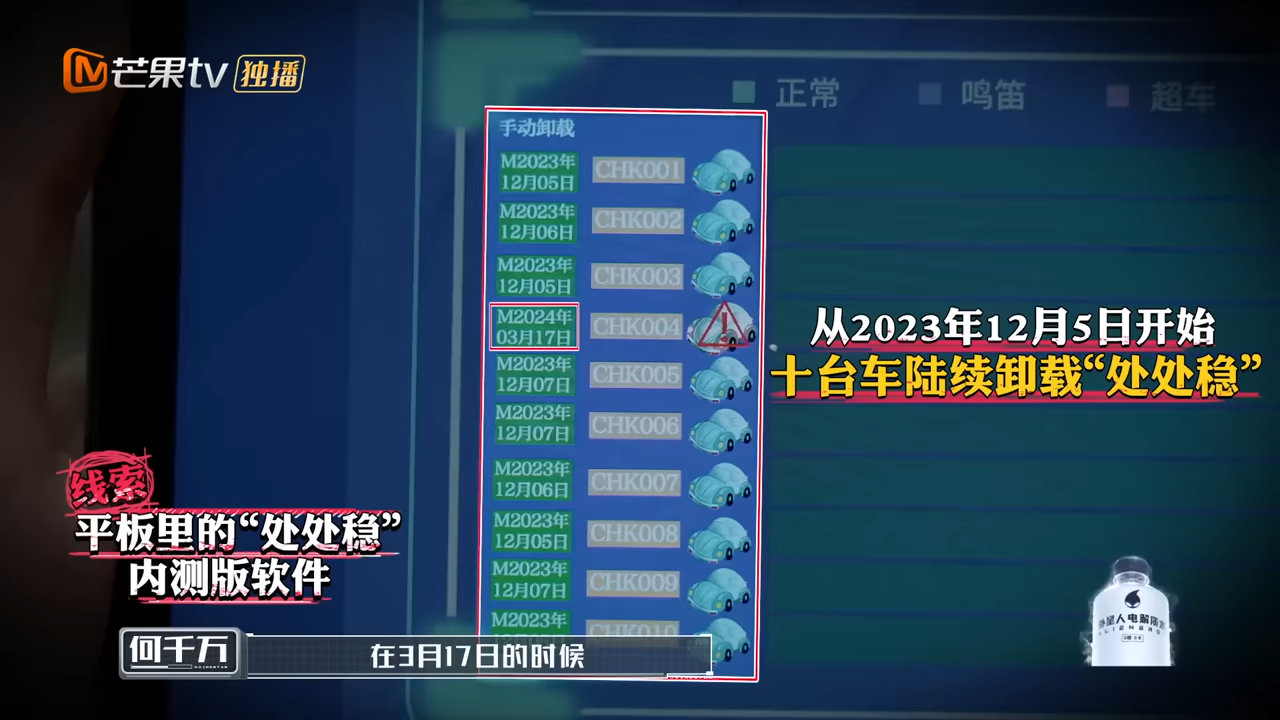 芒果tv 独播
正常 鸣笛 超车
手动卸载
M2023年
12月05日 CHK001
M2023年
12月06日 CHK002
M2023年
12月05日 CHK003
M2024年
03月17日 CHK004
M2023年
12月07日 CHK005
M2023年
12月07日 CHK006
M2023年
12月06日 CHK007
M2023年
12月05日 CHK008
M2023年
12月07日 CHK009
M2023年
CHK010
从2023年12月5日开始
十台车陆续卸载“处处稳”
线索
平板里的“处处稳”
内测版软件
外星人电解质水
何千万
在3月17日的时候